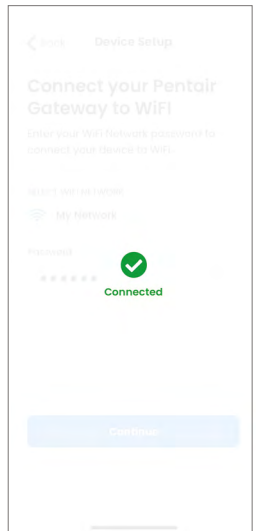 Back
Device Setup
Connect your Pentair
Gateway to WiFi
Enter your WiFi Network password to
connect your device to WiFi.
SELECT WIFI NETWORK
My Network
Password
Connected
Continue